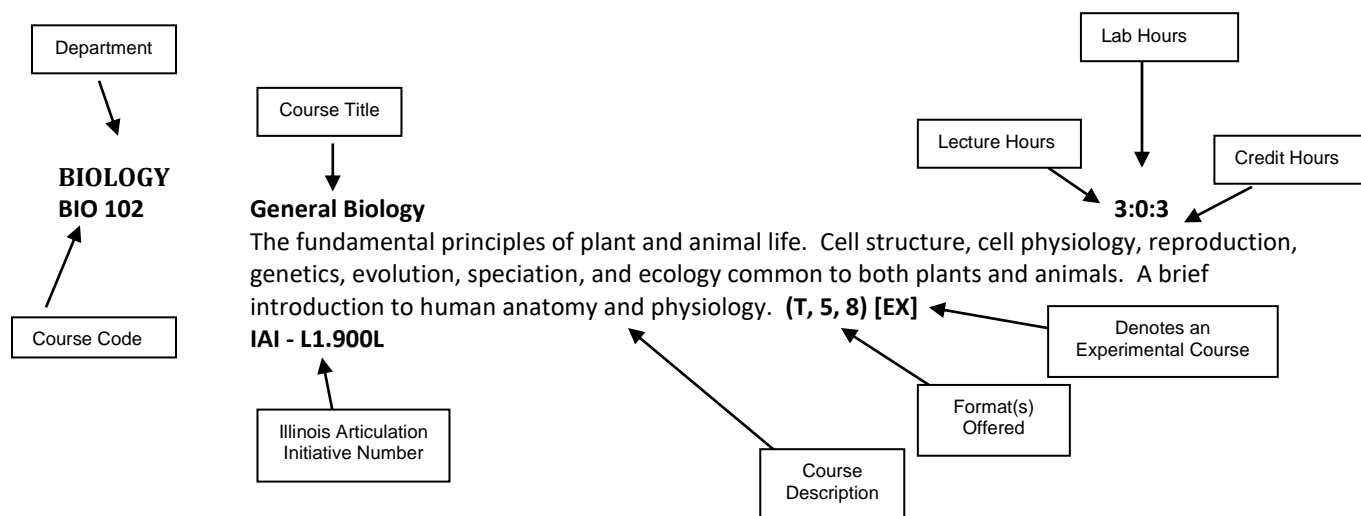 Lab Hours
Department
Course Title
Lecture Hours
Credit Hours
BIOLOGY
BIO 102
General Biology
3:0:3
The fundamental principles of plant and animal life. Cell structure, cell physiology, reproduction,
genetics, evolution, speciation, and ecology common to both plants and animals. A brief
introduction to human anatomy and physiology. (T, 5, 8) [EX]
IAI - L1.900L
Course Code
Denotes an
Experimental Course
Illinois Articulation
Initiative Number
Format(s)
Offered
Course
Description